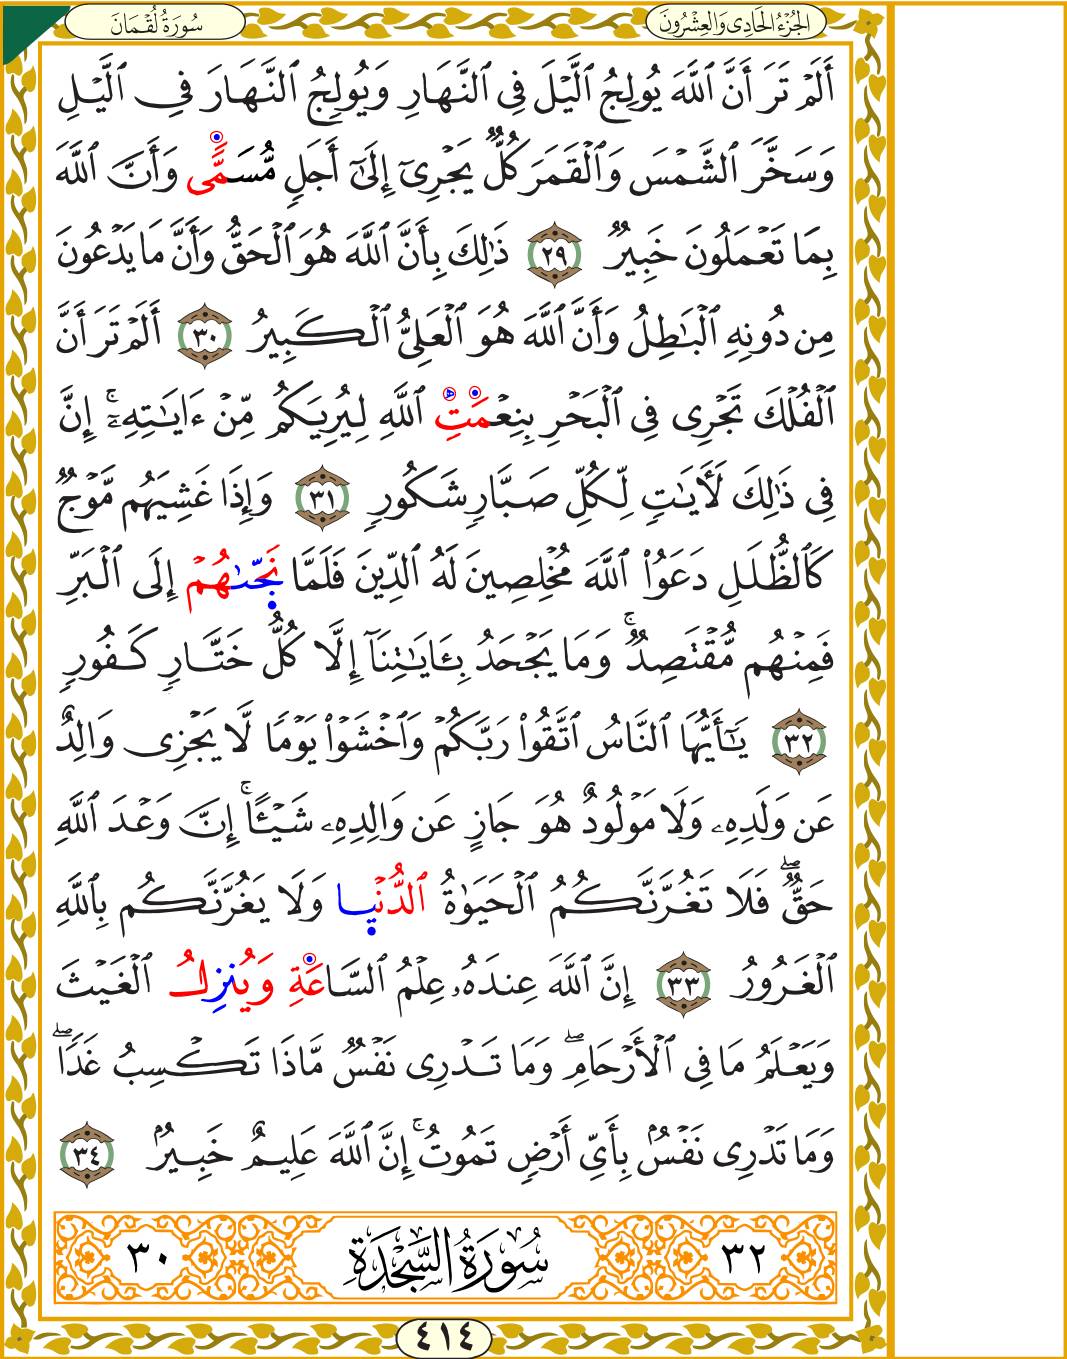 الجُزْءُ الحَادِى وَالعِشْرُونَ
سُورَةُ لُقْمَانَ
أَلَمْ تَرَ أَنَّ ٱللَّهَ يُولِجُ ٱلَّيْلَ فِى ٱلنَّهَارِ وَيُولِجُ ٱلنَّهَارَ فِى ٱلَّيْلِ
وَسَخَّرَ ٱلشَّمْسَ وَٱلْقَمَرَ كُلٌّ يَجْرِىٓ إِلَىٰٓ أَجَلٍ مُّسَمًّى وَأَنَّ ٱللَّهَ
بِمَا تَعْمَلُونَ خَبِيرٌ ٢٩ ذَٰلِكَ بِأَنَّ ٱللَّهَ هُوَ ٱلْحَقُّ وَأَنَّ مَا يَدْعُونَ
مِن دُونِهِ ٱلْبَٰطِلُ وَأَنَّ ٱللَّهَ هُوَ ٱلْعَلِىُّ ٱلْكَبِيرُ ٣٠ أَلَمْ تَرَ أَنَّ
ٱلْفُلْكَ تَجْرِى فِى ٱلْبَحْرِ بِنِعْمَتِ ٱللَّهِ لِيُرِيَكُم مِّنْ ءَايَٰتِهِۦٓ ۚ إِنَّ
فِى ذَٰلِكَ لَءَايَٰتٍ لِّكُلِّ صَبَّارٍ شَكُورٍ ٣١ وَإِذَا غَشِيَهُم مَّوْجٌ
كَٱلظُّلَلِ دَعَوُا۟ ٱللَّهَ مُخْلِصِينَ لَهُ ٱلدِّينَ فَلَمَّا نَجَّىٰهُمْ إِلَى ٱلْبَرِّ
فَمِنْهُم مُّقْتَصِدٌ ۚ وَمَا يَجْحَدُ بِـَٔايَٰتِنَآ إِلَّا كُلُّ خَتَّارٍ كَفُورٍ
٣٢ يَٰٓأَيُّهَا ٱلنَّاسُ ٱتَّقُوا۟ رَبَّكُمْ وَٱخْشَوْا۟ يَوْمًا لَّا يَجْزِى وَالِدٌ
عَن وَلَدِهِۦ وَلَا مَوْلُودٌ هُوَ جَازٍ عَن وَالِدِهِۦ شَيْـًٔا ۚ إِنَّ وَعْدَ ٱللَّهِ
حَقٌّ ۖ فَلَا تَغُرَّنَّكُمُ ٱلْحَيَوٰةُ ٱلدُّنْيَا وَلَا يَغُرَّنَّكُم بِٱللَّهِ
ٱلْغَرُورُ ٣٣ إِنَّ ٱللَّهَ عِندَهُۥ عِلْمُ ٱلسَّاعَةِ وَيُنزِلُ ٱلْغَيْثَ
وَيَعْلَمُ مَا فِى ٱلْأَرْحَامِ ۖ وَمَا تَدْرِى نَفْسٌ مَّاذَا تَكْسِبُ غَدًا ۖ
وَمَا تَدْرِى نَفْسٌۢ بِأَىِّ أَرْضٍ تَمُوتُ ۚ إِنَّ ٱللَّهَ عَلِيمٌ خَبِيرٌۢ ٣٤
٣٢ سُورَةُ السَّجْدَةِ ٣٠
٤١٤